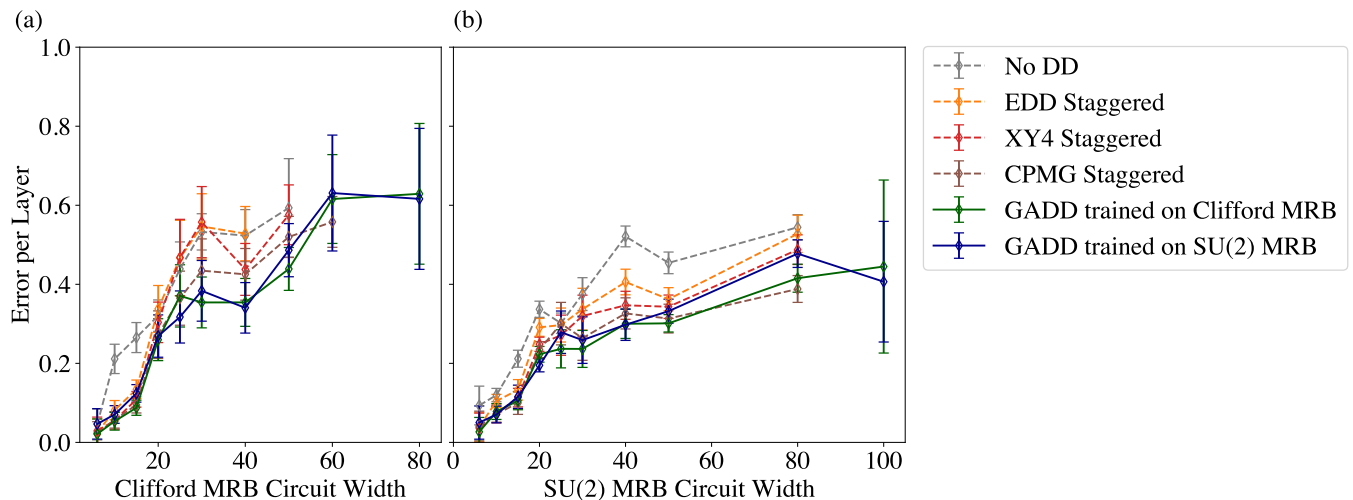 (a)
(b)
1.0
0.8
0.6
0.4
0.2
0.0
Error per Layer
20
40
60
80
Clifford MRB Circuit Width
0
20
40
60
80
100
SU(2) MRB Circuit Width
No DD
EDD Staggered
XY4 Staggered
CPMG Staggered
GADD trained on Clifford MRB
GADD trained on SU(2) MRB